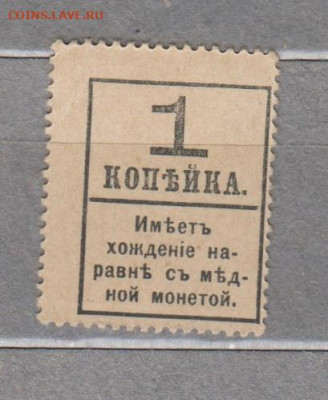 COINS.LAVE.RU
1
КОПѢЙКА.
Имѣетъ
хожденіе на-
равнѣ съ мѣд-
ной монетой.